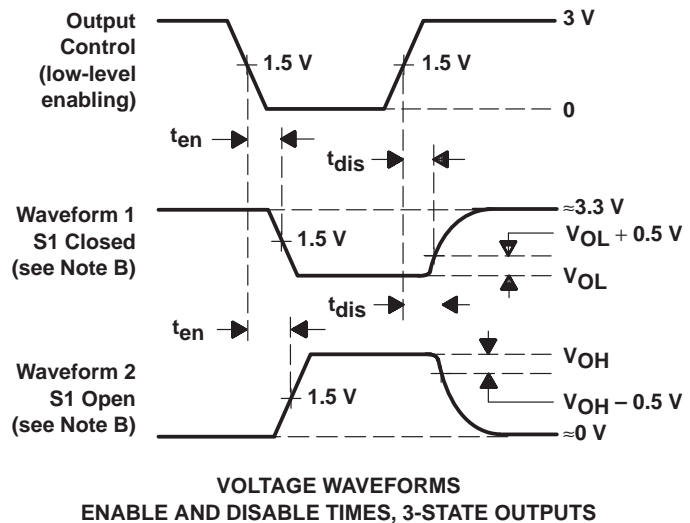 Output
Control
(low-level
enabling)
3 V
1.5 V
1.5 V
0
ten
tdis
Waveform 1
S1 Closed
(see Note B)
≈3.3 V
1.5 V
VOL + 0.5 V
VOL
ten
tdis
Waveform 2
S1 Open
(see Note B)
VOH
1.5 V
VOH – 0.5 V
≈0 V
VOLTAGE WAVEFORMS
ENABLE AND DISABLE TIMES, 3-STATE OUTPUTS